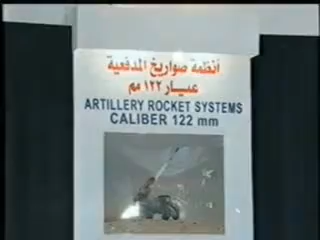 أنظمة صواريخ المدفعية
عيار ١٢٢ مم
ARTILLERY ROCKET SYSTEMS
CALIBER 122 mm